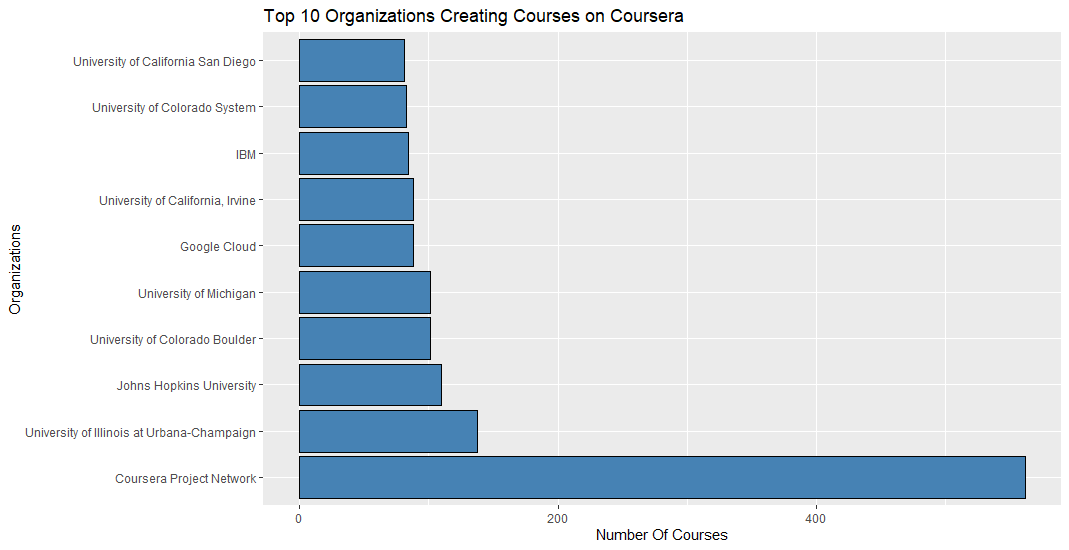 Top 10 Organizations Creating Courses on Coursera
Organizations
University of California San Diego
University of Colorado System
IBM
University of California, Irvine
Google Cloud
University of Michigan
University of Colorado Boulder
Johns Hopkins University
University of Illinois at Urbana-Champaign
Coursera Project Network
0 200 400
Number Of Courses